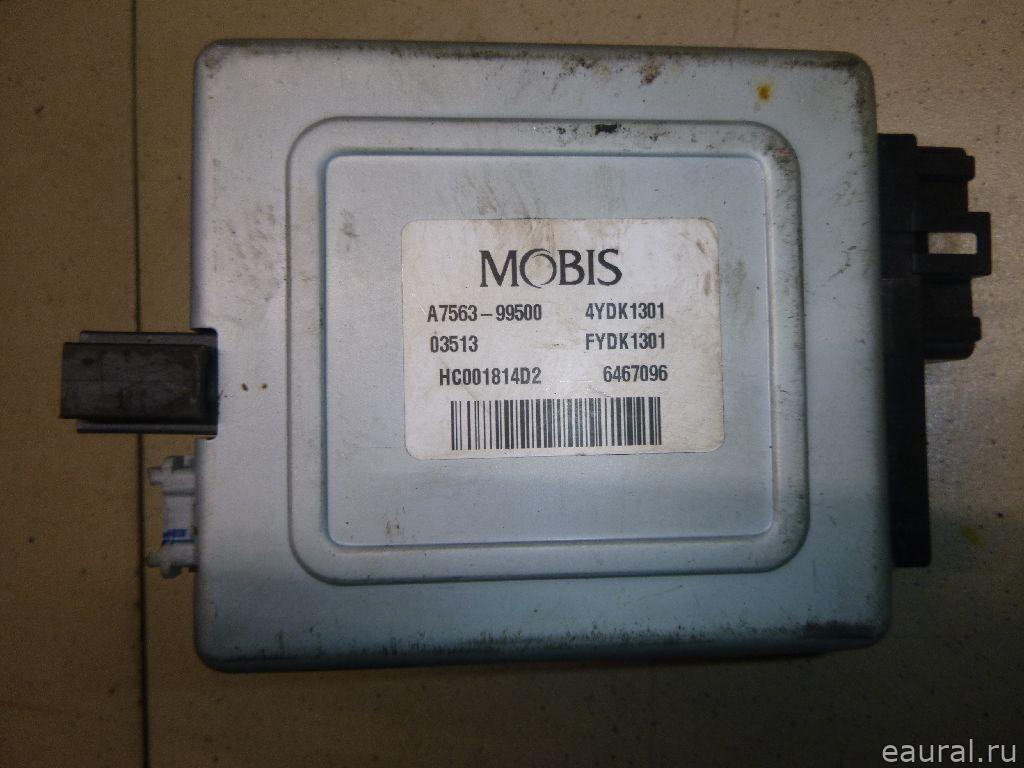 MOBIS
A7563-99500 4YDK1301
03513 FYDK1301
HC001814D2 6467096
eaural.ru